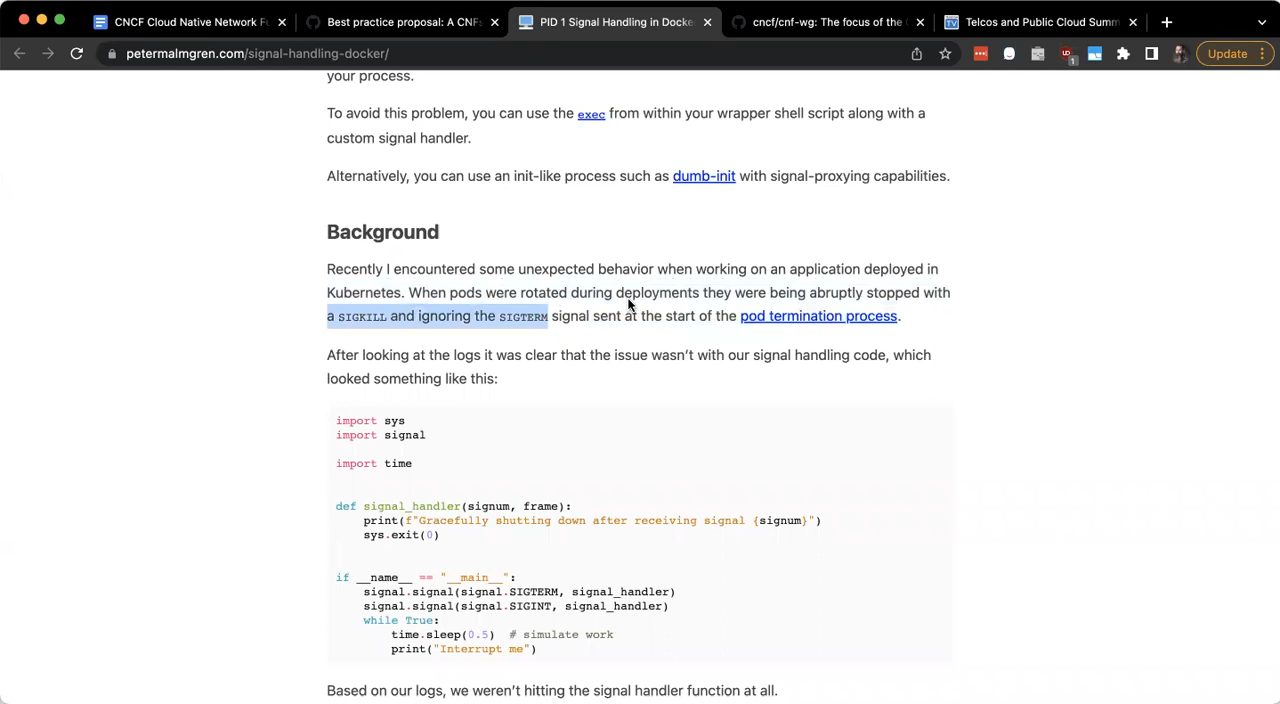 CNCF Cloud Native Network Fu
Best practice proposal: A CNFs
PID 1 Signal Handling in Docke
cncf/cnf-wg: The focus of the
Telcos and Public Cloud Summ
petermalmgren.com/signal-handling-docker/
UD
1
Update
your process.
To avoid this problem, you can use the exec from within your wrapper shell script along with a
custom signal handler.
Alternatively, you can use an init-like process such as dumb-init with signal-proxying capabilities.
Background
Recently I encountered some unexpected behavior when working on an application deployed in
Kubernetes. When pods were rotated during deployments they were being abruptly stopped with
a SIGKILL and ignoring the SIGTERM signal sent at the start of the pod termination process.
After looking at the logs it was clear that the issue wasn't with our signal handling code, which
looked something like this:
import sys
import signal
import time
def signal_handler(signum, frame):
    print(f"Gracefully shutting down after receiving signal {signum}")
    sys.exit(0)
if __name__ == "__main__":
    signal.signal(signal.SIGTERM, signal_handler)
    signal.signal(signal.SIGINT, signal_handler)
    while True:
        time.sleep(0.5)  # simulate work
        print("Interrupt me")
Based on our logs, we weren't hitting the signal handler function at all.